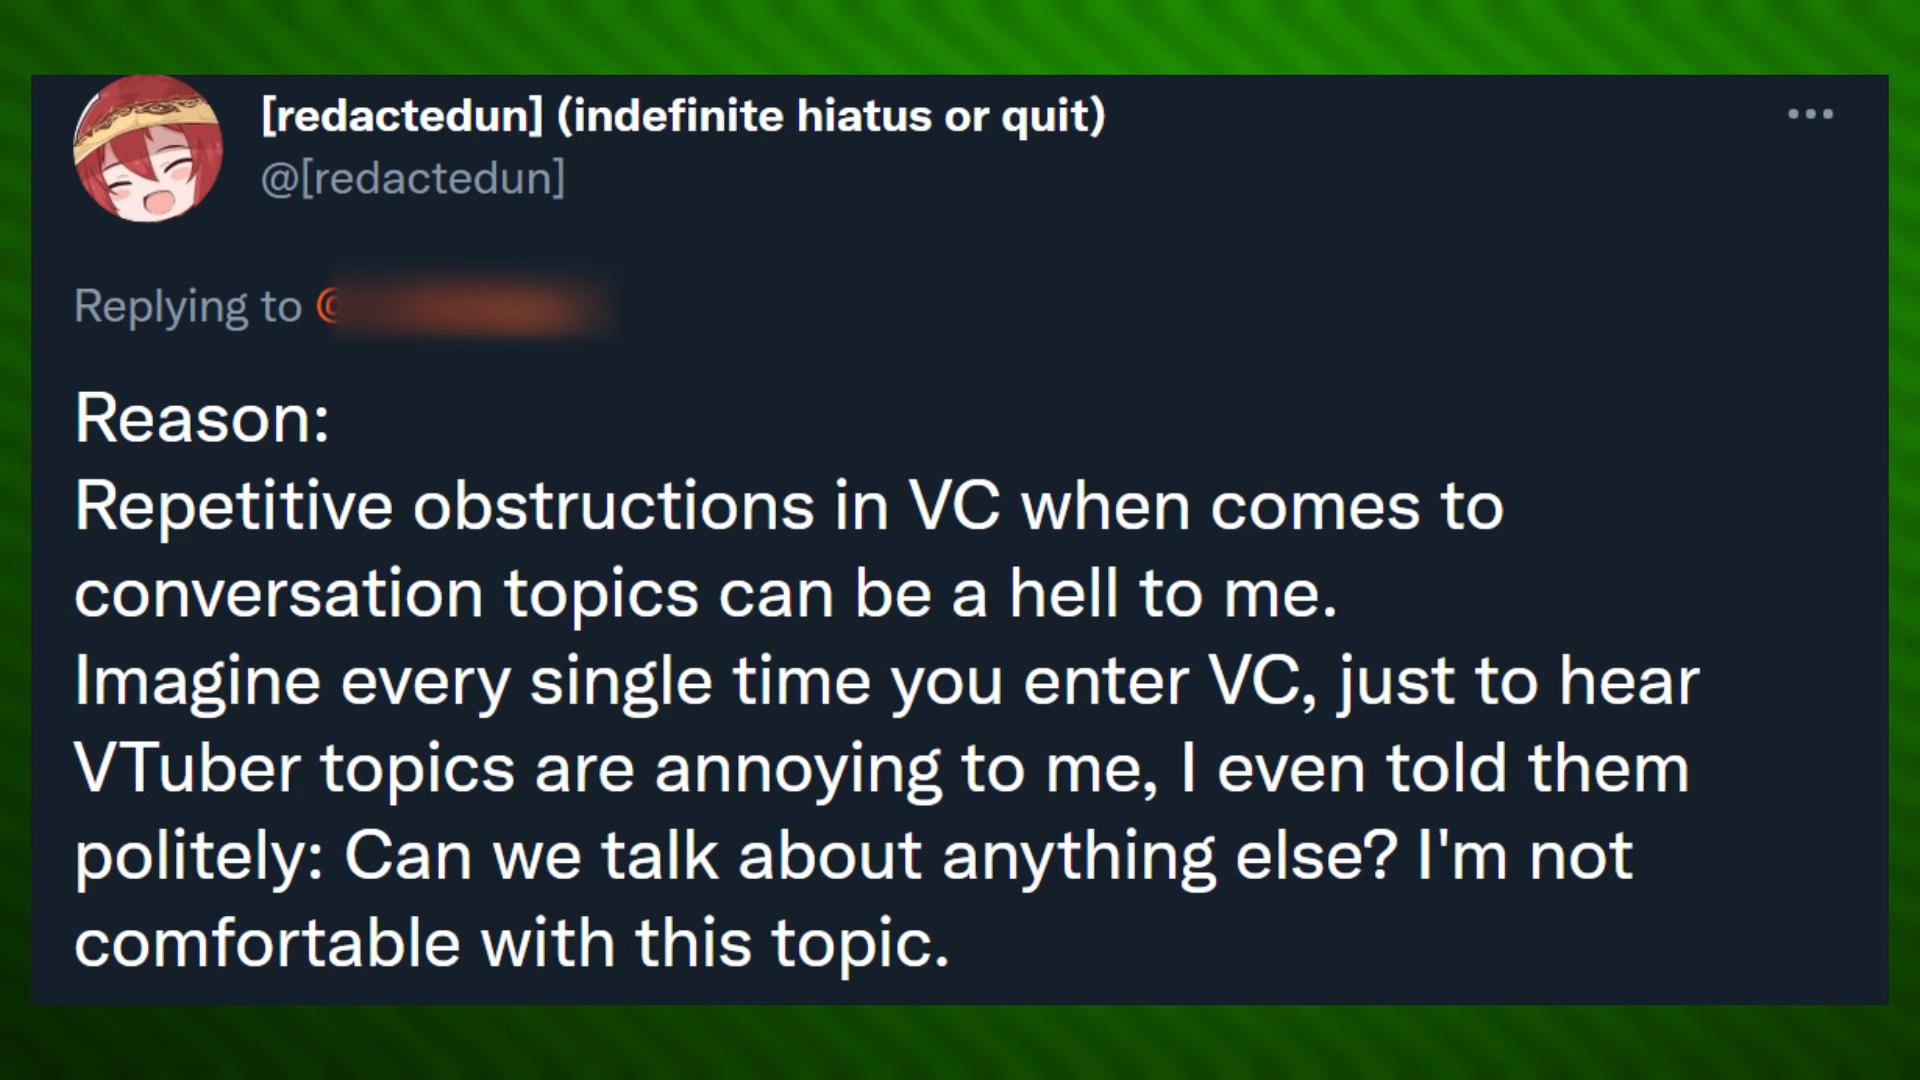 [redactedun] (indefinite hiatus or quit)
@[redactedun]
Replying to @
Reason:
Repetitive obstructions in VC when comes to
conversation topics can be a hell to me.
Imagine every single time you enter VC, just to hear
VTuber topics are annoying to me, I even told them
politely: Can we talk about anything else? I'm not
comfortable with this topic.